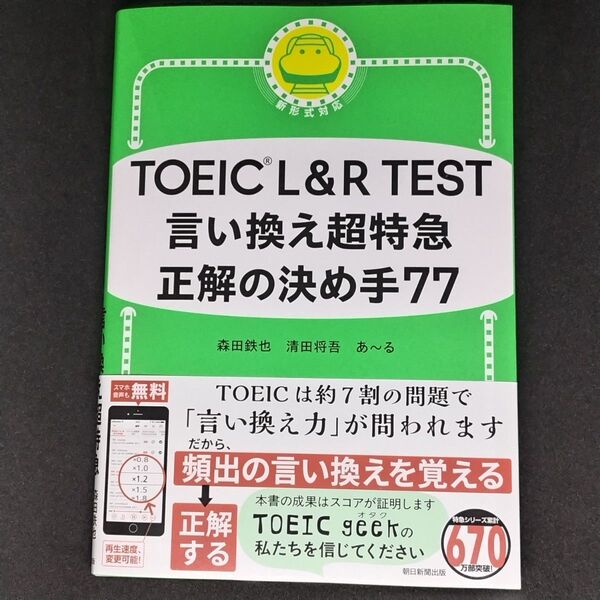 新形式対応
TOEIC® L&R TEST
言い換え超特急
正解の決め手77
森田鉄也 清田将吾 あ～る
スマホ
音声も
無料
TOEICは約7割の問題で
「言い換え力」が問われます
だから、
頻出の言い換えを覚える
正解
する
本書の成果はスコアが証明します
オタク
TOEIC geekの
私たちを信じてください
×0.8
×1.0
×1.2
×1.5
×1.8
再生速度、
変更可能!
特急シリーズ累計
670
万部突破!
朝日新聞出版